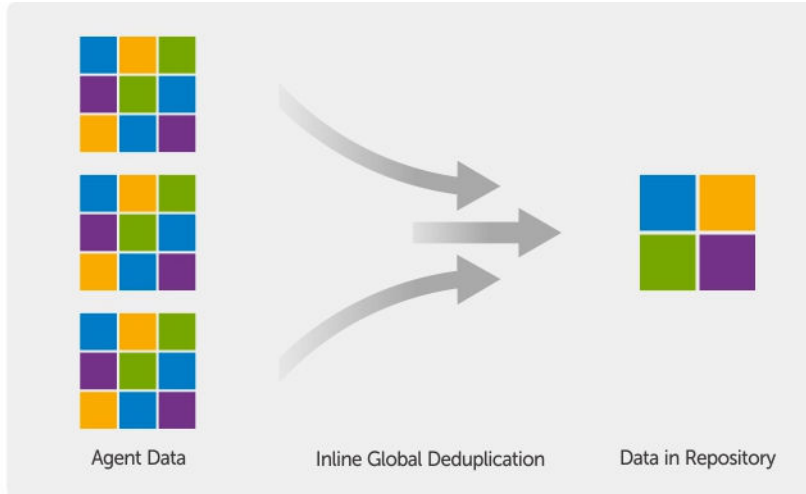 Agent Data
Inline Global Deduplication
Data in Repository